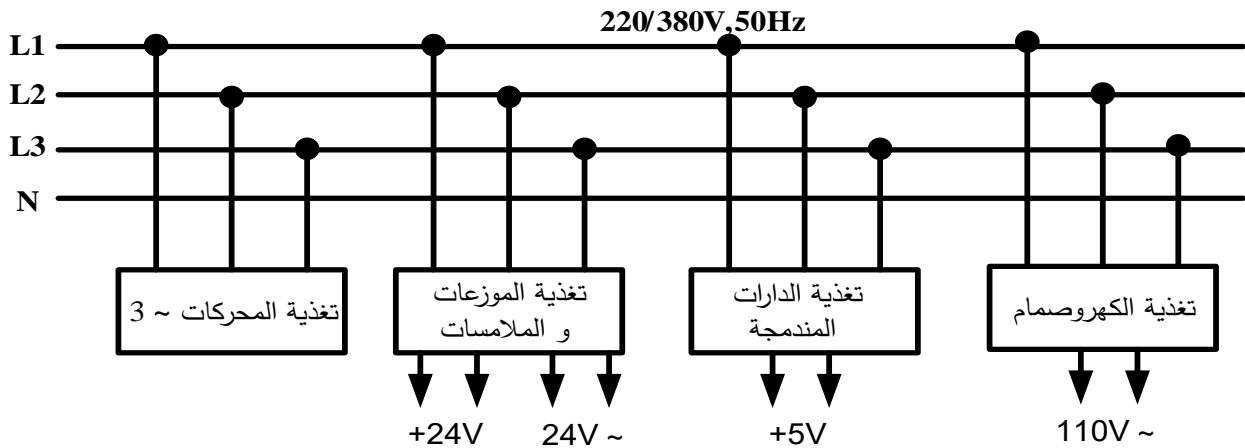 220/380V,50Hz
L1
L2
L3
N
تغذية المحركات ~ 3
تغذية الموزعات
و الملامسات
تغذية الدارات
المندمجة
تغذية الكهروصمام
+24V
24V ~
+5V
110V ~